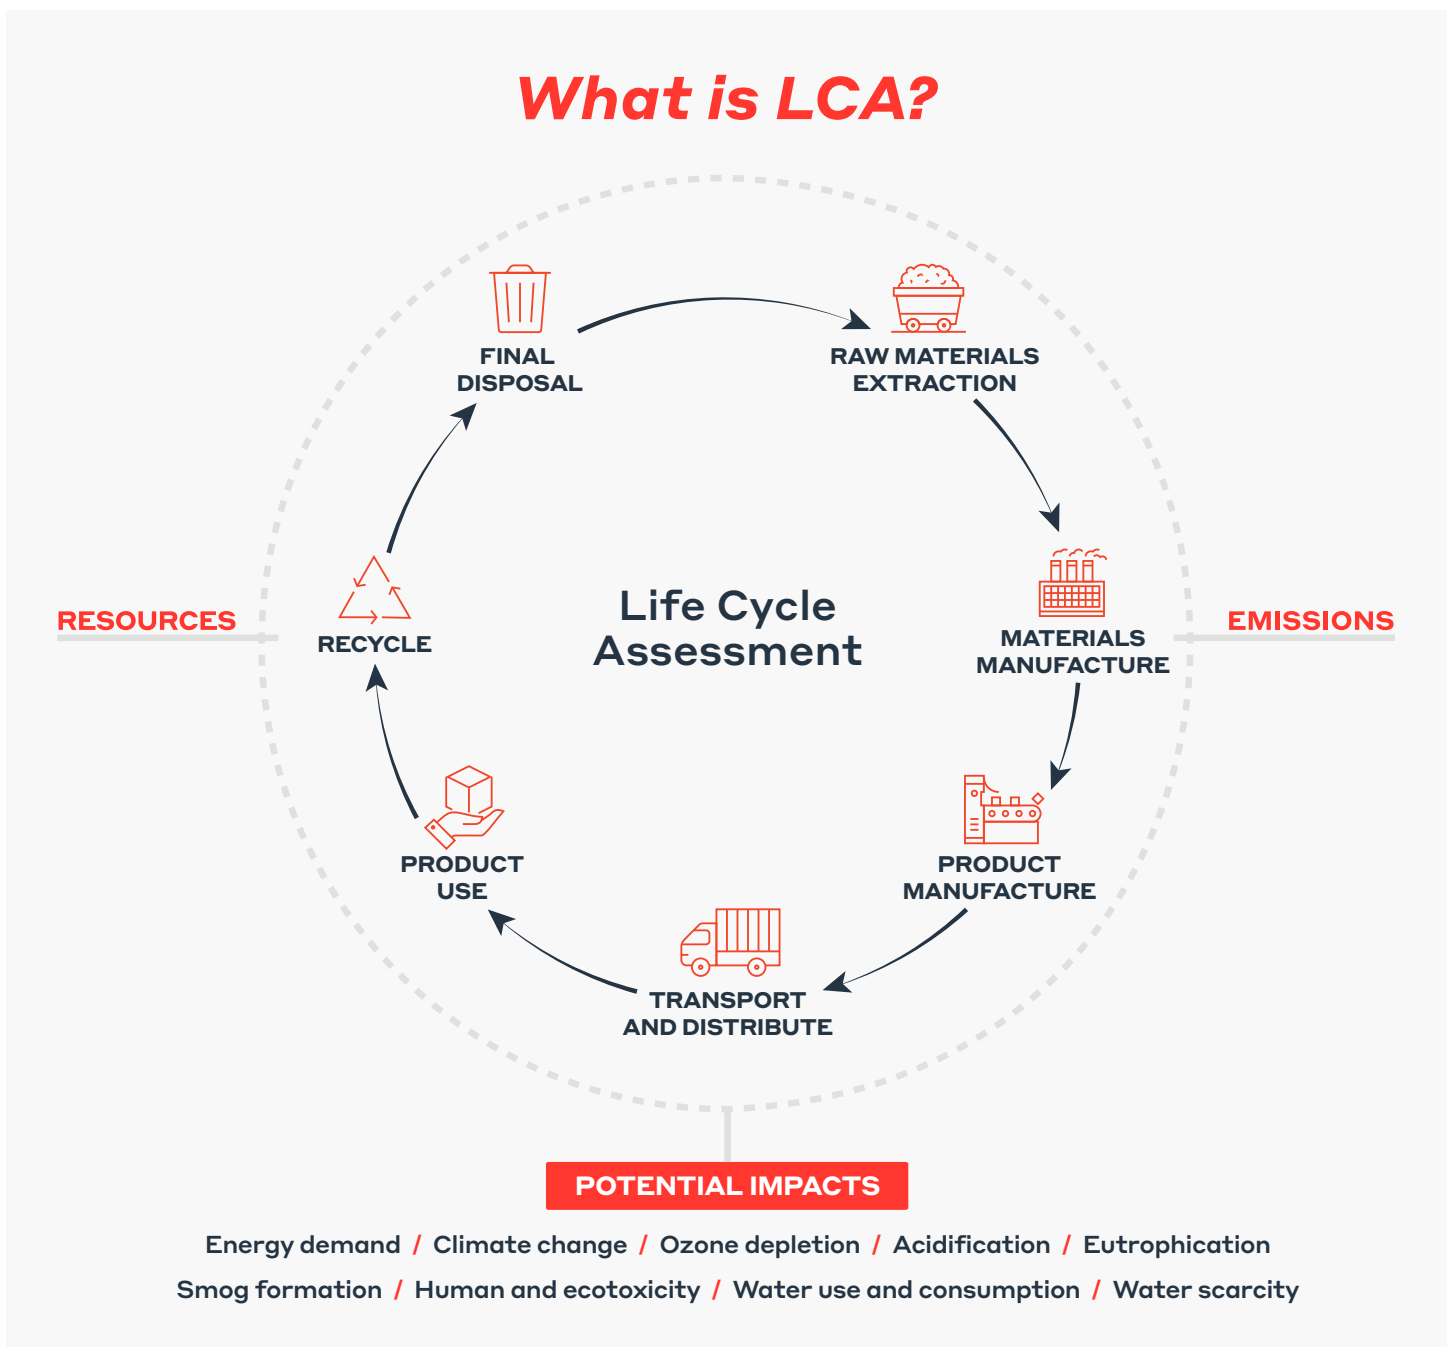 What is LCA?
FINAL
DISPOSAL
RAW MATERIALS
EXTRACTION
RESOURCES
RECYCLE
Life Cycle
Assessment
MATERIALS
MANUFACTURE
EMISSIONS
PRODUCT
USE
PRODUCT
MANUFACTURE
TRANSPORT
AND DISTRIBUTE
POTENTIAL IMPACTS
Energy demand / Climate change / Ozone depletion / Acidification / Eutrophication
Smog formation / Human and ecotoxicity / Water use and consumption / Water scarcity